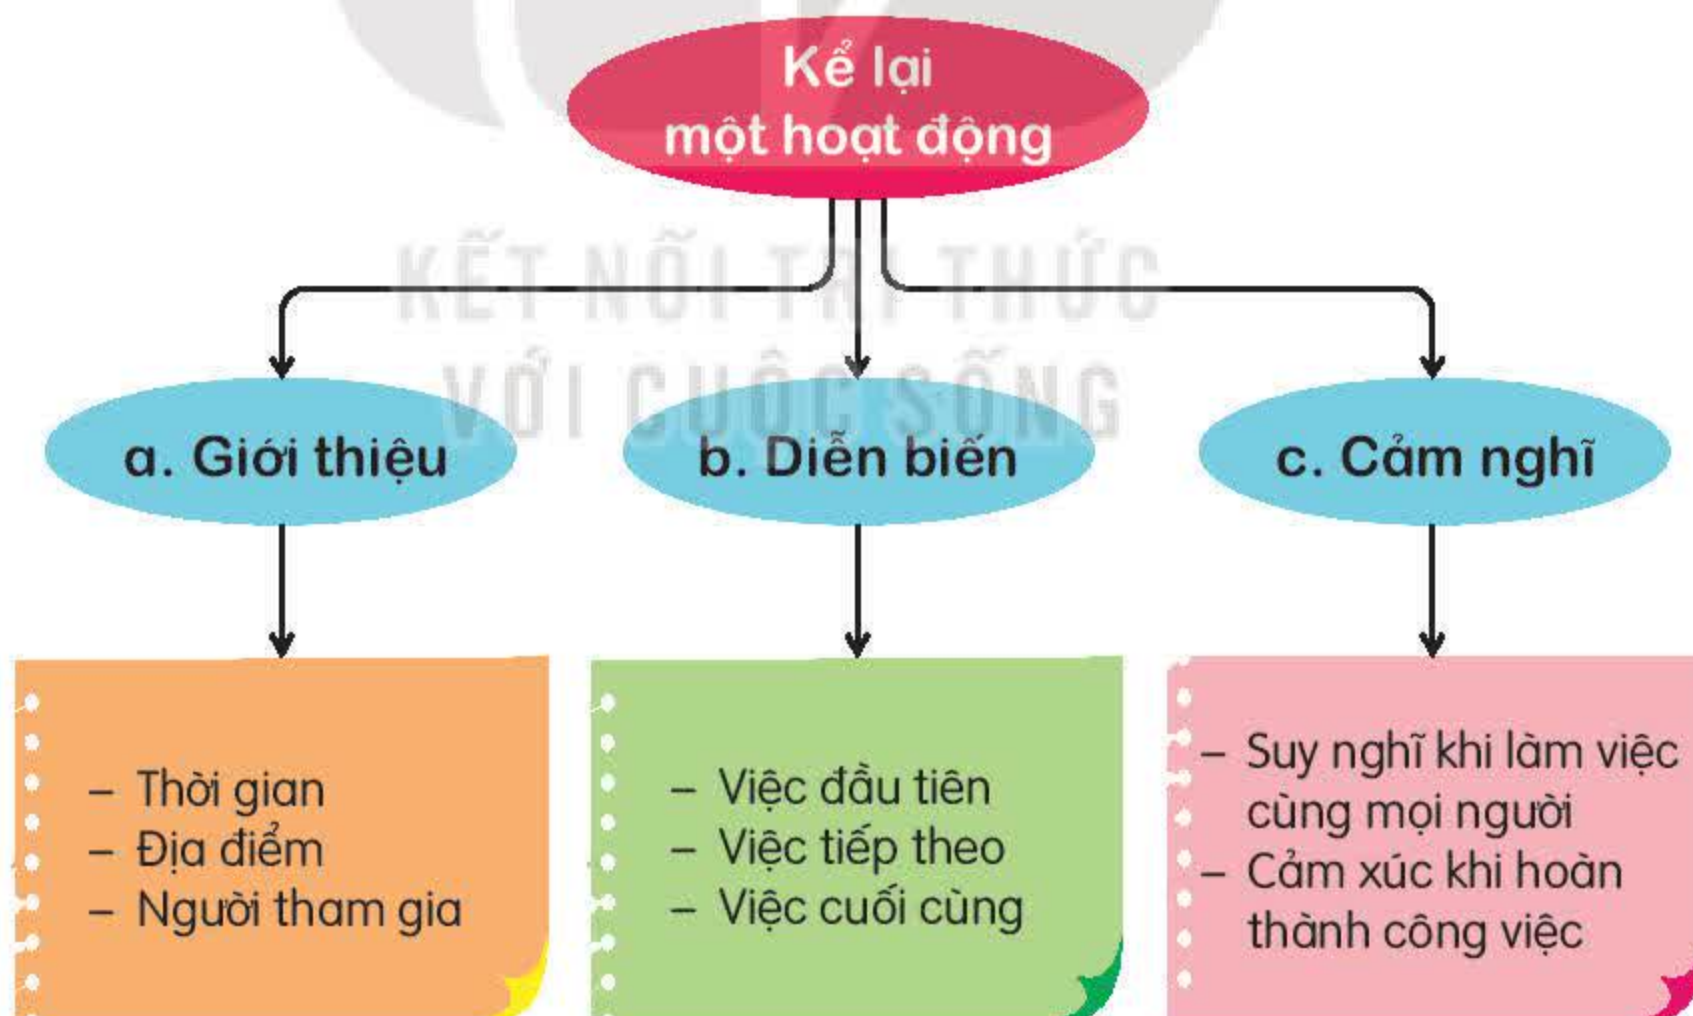 Kể lại
một hoạt động
KẾT NỐI TRI THỨC
VỚI CUỘC SỐNG
a. Giới thiệu
b. Diễn biến
c. Cảm nghĩ
– Thời gian
– Địa điểm
– Người tham gia
– Việc đầu tiên
– Việc tiếp theo
– Việc cuối cùng
– Suy nghĩ khi làm việc
cùng mọi người
– Cảm xúc khi hoàn
thành công việc